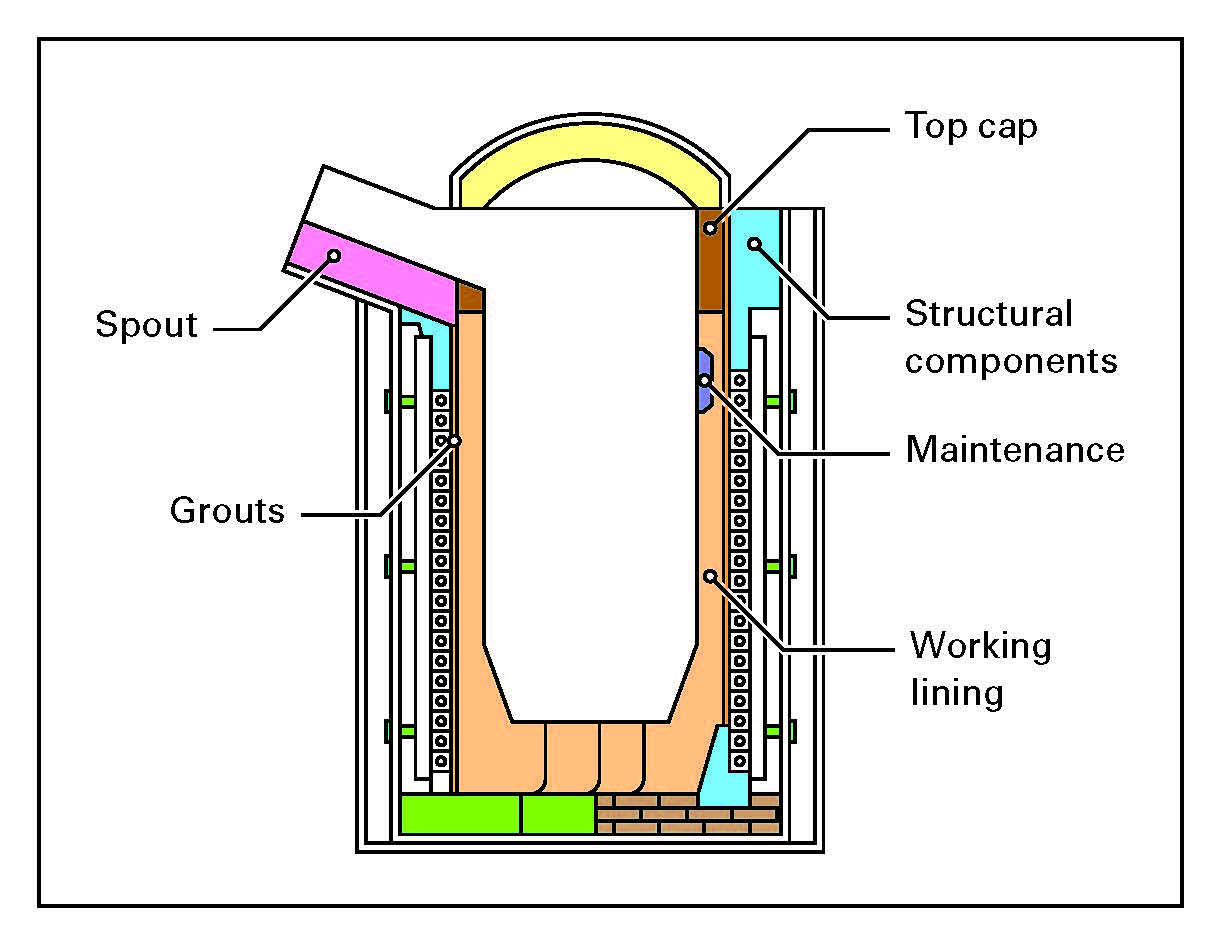 Top cap
Structural
components
Spout
Maintenance
Grouts
Working
lining